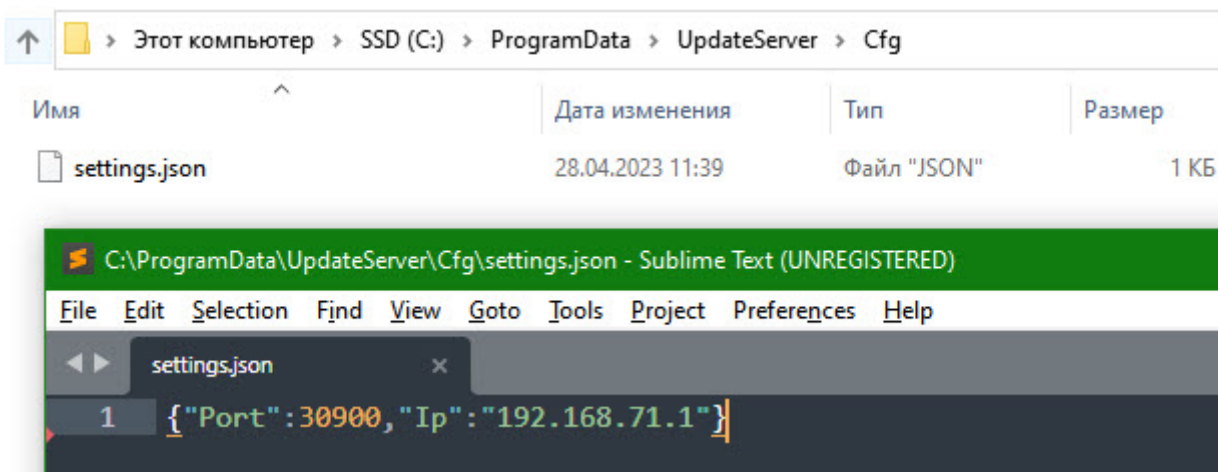 Этот компьютер > SSD (C:) > ProgramData > UpdateServer > Cfg
Имя Дата изменения Тип Размер
settings.json 28.04.2023 11:39 Файл "JSON" 1 КБ
C:\ProgramData\UpdateServer\Cfg\settings.json - Sublime Text (UNREGISTERED)
File Edit Selection Find View Goto Tools Project Preferences Help
settings.json ×
1 {"Port":30900,"Ip":"192.168.71.1"}